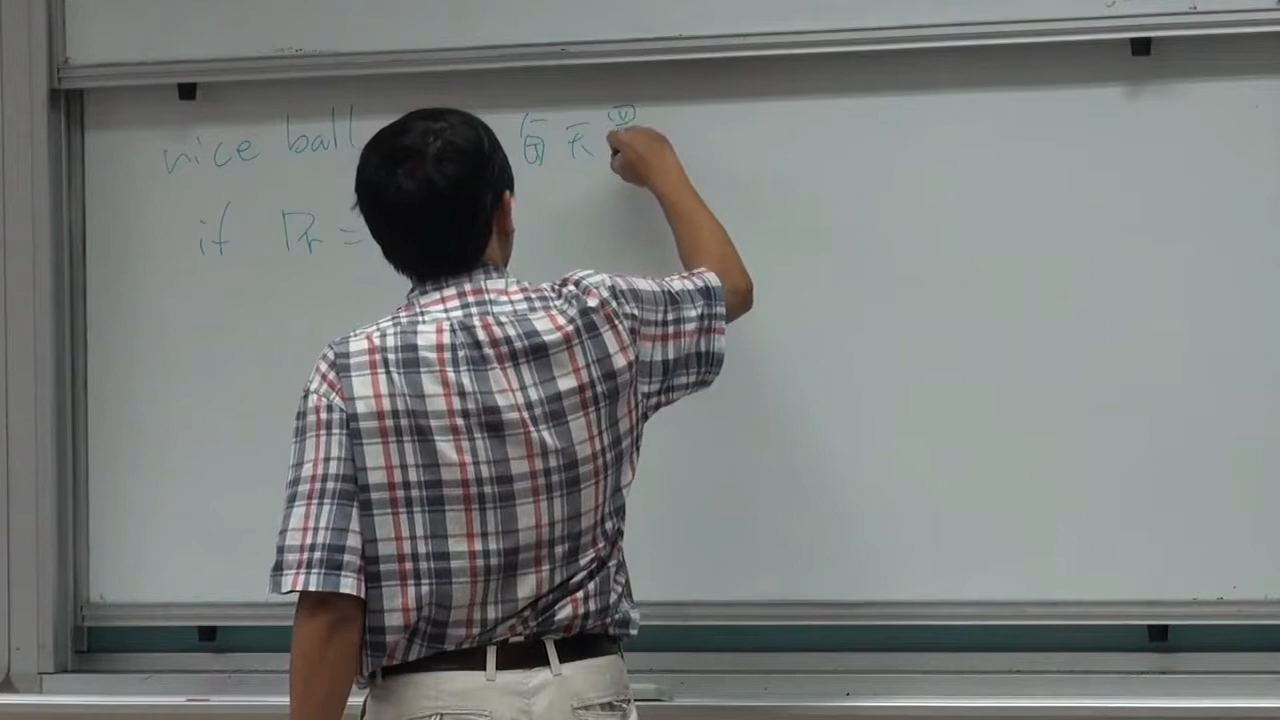 nice ball 每天
if Pr =